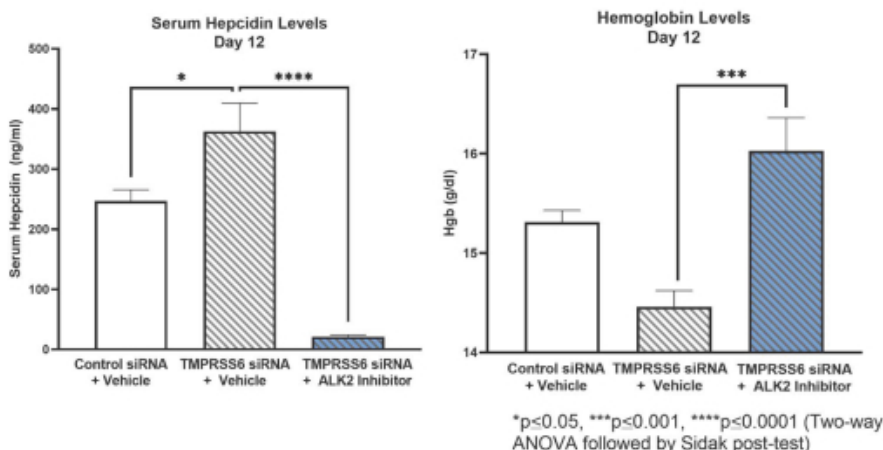 Serum Hepcidin Levels
Day 12
Serum Hepcidin (ng/ml)
500
400
300
200
100
0
*
****
Control siRNA
+ Vehicle
TMPRSS6 siRNA
+ Vehicle
TMPRSS6 siRNA
+ ALK2 Inhibitor
Hemoglobin Levels
Day 12
Hgb (g/dl)
17
16
15
14
***
Control siRNA
+ Vehicle
TMPRSS6 siRNA
+ Vehicle
TMPRSS6 siRNA
+ ALK2 Inhibitor
*p≤0.05, ***p≤0.001, ****p≤0.0001 (Two-way
ANOVA followed by Sidak post-test)